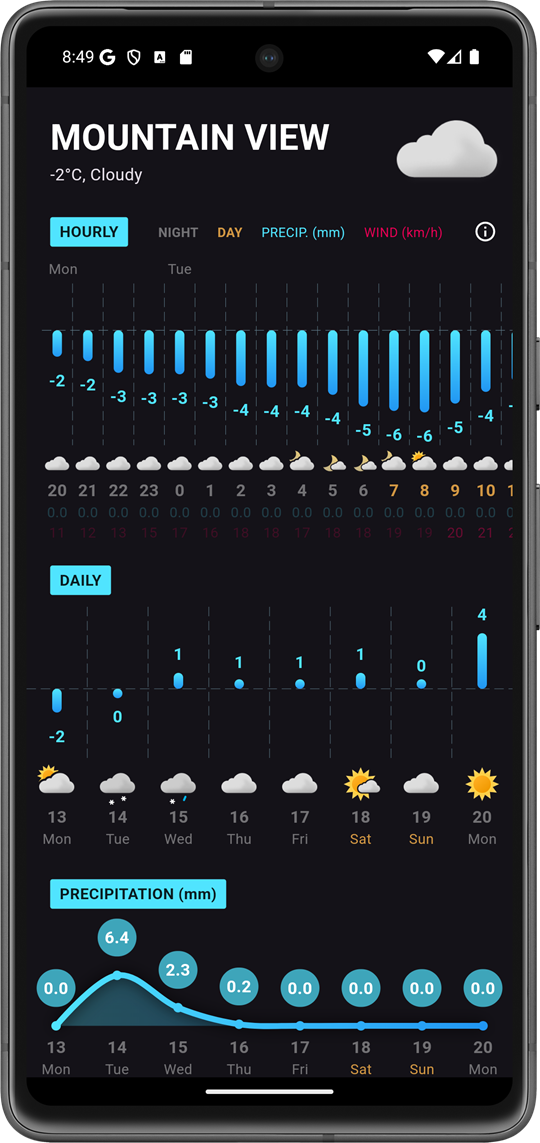 8:49
MOUNTAIN VIEW
-2°C, Cloudy
HOURLY NIGHT DAY PRECIP. (mm) WIND (km/h)
Mon Tue
-2 -2 -3 -3 -3 -3 -4 -4 -4 -4 -5 -6 -6 -5 -4
20 21 22 23 0 1 2 3 4 5 6 7 8 9 10
0.0 0.0 0.0 0.0 0.0 0.0 0.0 0.0 0.0 0.0 0.0 0.0 0.0 0.0 0.0
11 12 13 15 17 16 18 18 17 18 18 19 19 20 21
DAILY
-2 0 1 1 1 1 0 4
13 14 15 16 17 18 19 20
Mon Tue Wed Thu Fri Sat Sun Mon
PRECIPITATION (mm)
0.0 6.4 2.3 0.2 0.0 0.0 0.0 0.0
13 14 15 16 17 18 19 20
Mon Tue Wed Thu Fri Sat Sun Mon